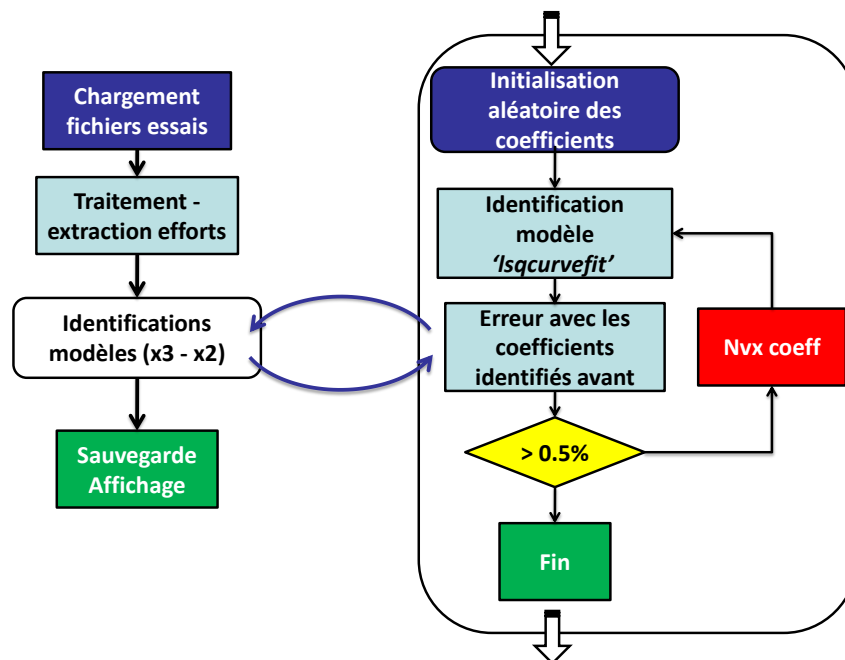 Chargement
fichiers essais
Traitement -
extraction efforts
Identifications
modèles (x3 - x2)
Sauvegarde
Affichage
Initialisation
aléatoire des
coefficients
Identification
modèle
‘lsqcurvefit’
Erreur avec les
coefficients
identifiés avant
> 0.5%
Nvx coeff
Fin